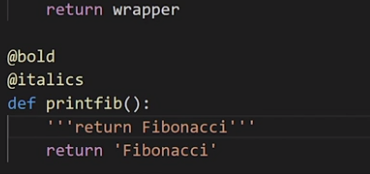 return wrapper
@bold
@italics
def printfib():
'''return Fibonacci'''
return 'Fibonacci'